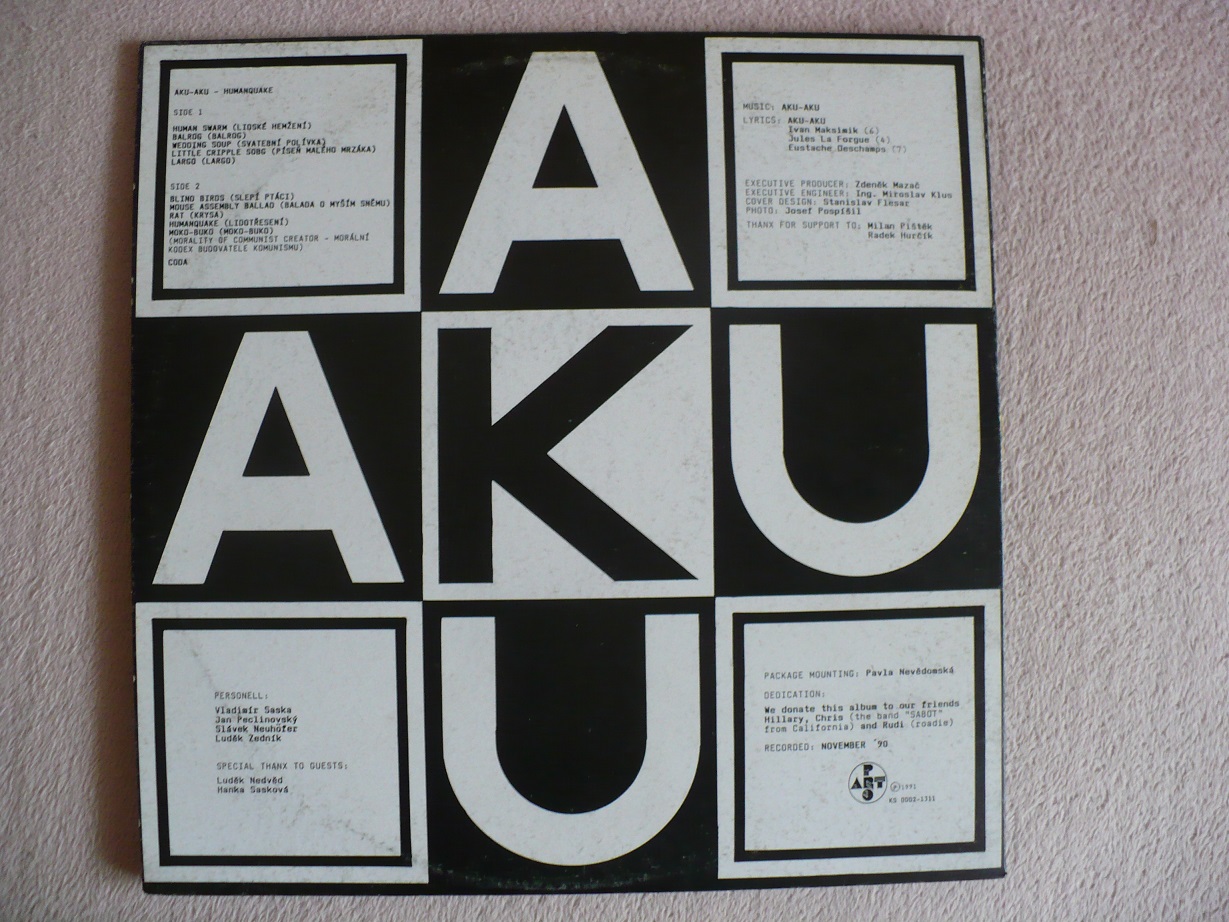 AKU-AKU - HUMANQUAKE
SIDE 1
HUMAN SWARM (LIDSKÉ HEMŽENÍ)
BALROG (BALROG)
WEDDING SOUP (SVATEBNÍ POLÍVKA)
LITTLE CRIPPLE SOBG (PÍSEŇ MALÉHO MRZÁKA)
LARGO (LARGO)
SIDE 2
BLIND BIRDS (SLEPÍ PTÁCI)
MOUSE ASSEMBLY BALLAD (BALADA O MYŠÍM SNĚMU)
RAT (KRYSA)
HUMANQUAKE (LIDOTŘESENÍ)
MOKO-BUKO (MOKO-BUKO)
(MORALITY OF COMMUNIST CREATOR - MORÁLNÍ
KODEX BUDOVATELE KOMUNISMU)
CODA
A
MUSIC: AKU-AKU
LYRICS: AKU-AKU
Ivan Maksimik (6)
Jules La Forgue (4)
Eustache Deschamps (7)
EXECUTIVE PRODUCER: Zdeněk Mazač
EXECUTIVE ENGINEER: Ing. Miroslav Klus
COVER DESIGN: Stanislav Flesar
PHOTO: Josef Pospíšil
THANX FOR SUPPORT TO: Milan Pištěk
Radek Hurčík
AKU
PERSONELL:
Vladimír Saska
Jan Peclinovský
Slávek Neuhöfer
Luděk Zedník
SPECIAL THANX TO GUESTS:
Luděk Nedvěd
Hanka Sasková
U
PACKAGE MOUNTING: Pavla Nevědomská
DEDICATION:
We donate this album to our friends
Hillary, Chris (the band "SABOT"
from California) and Rudi (roadie)
RECORDED: NOVEMBER ´90
P
ART
Ⓟ1991
KS 0002-1311